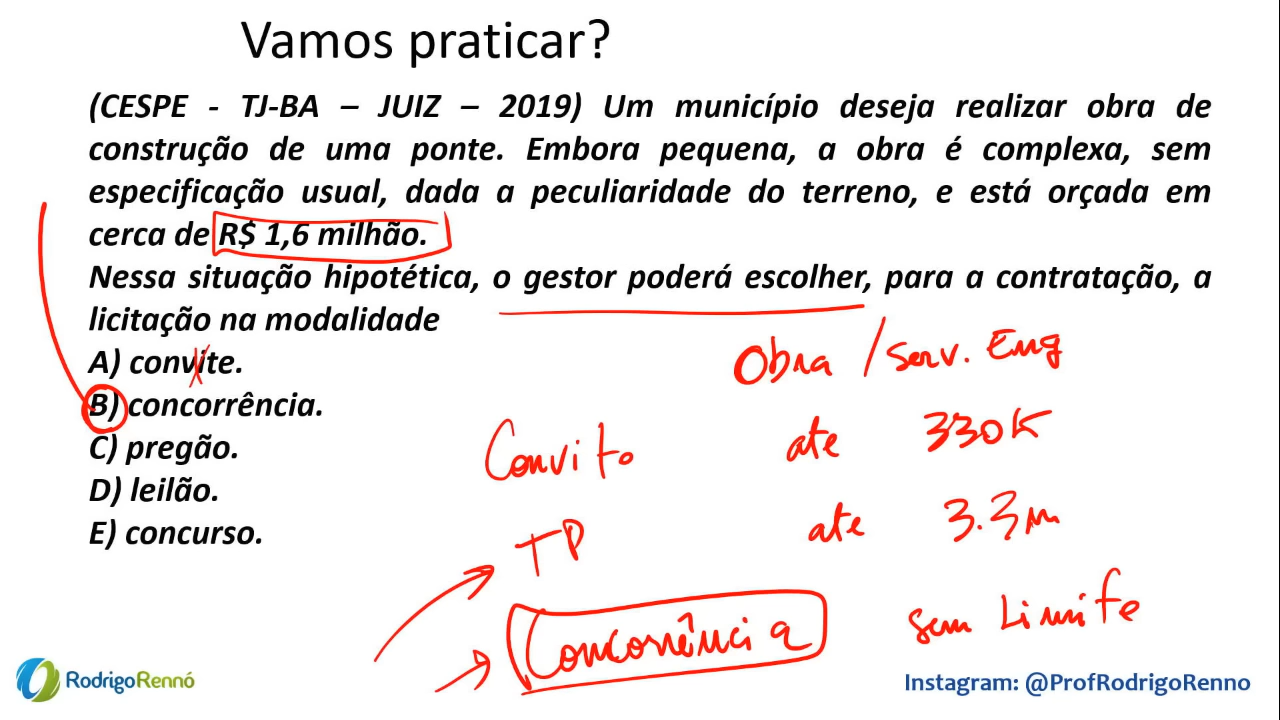 Vamos praticar?
(CESPE - TJ-BA – JUIZ – 2019) Um município deseja realizar obra de
construção de uma ponte. Embora pequena, a obra é complexa, sem
especificação usual, dada a peculiaridade do terreno, e está orçada em
cerca de R$ 1,6 milhão.
Nessa situação hipotética, o gestor poderá escolher, para a contratação, a
licitação na modalidade
A) convite.
B) concorrência.
C) pregão.
D) leilão.
E) concurso.
Obra / Serv. Eng
Convite ate 330K
TP ate 3.3m
Concorrência sem Limite
RodrigoRennó
Instagram: @ProfRodrigoRenno